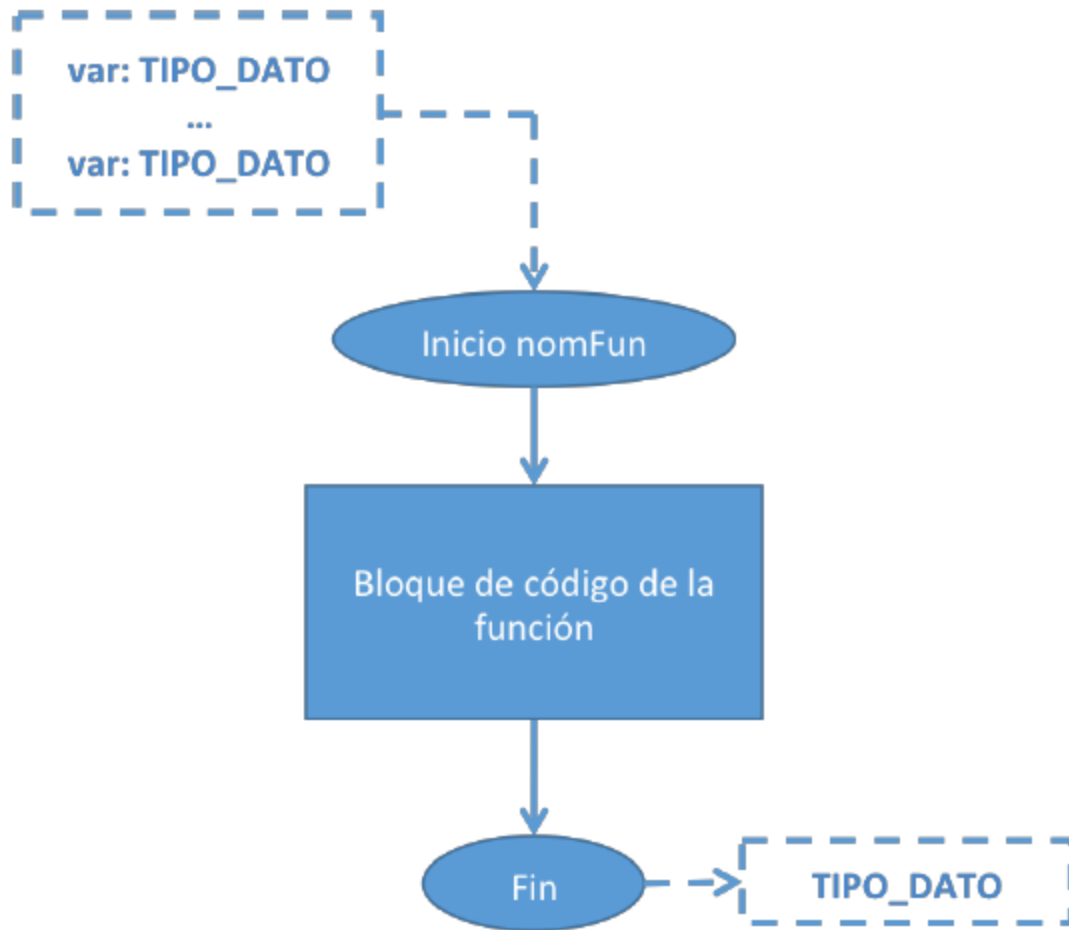 var: TIPO_DATO
...
var: TIPO_DATO
Inicio nomFun
Bloque de código de la
función
Fin
TIPO_DATO